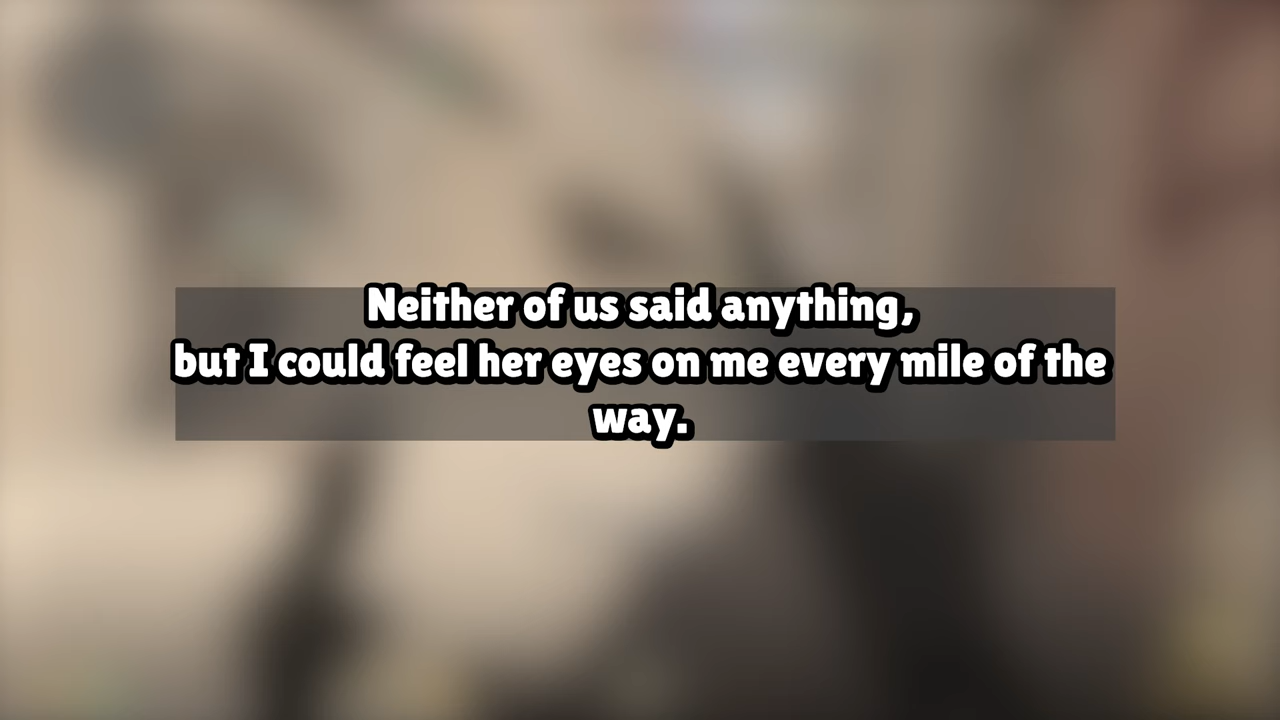 Neither of us said anything,
but I could feel her eyes on me every mile of the
way.